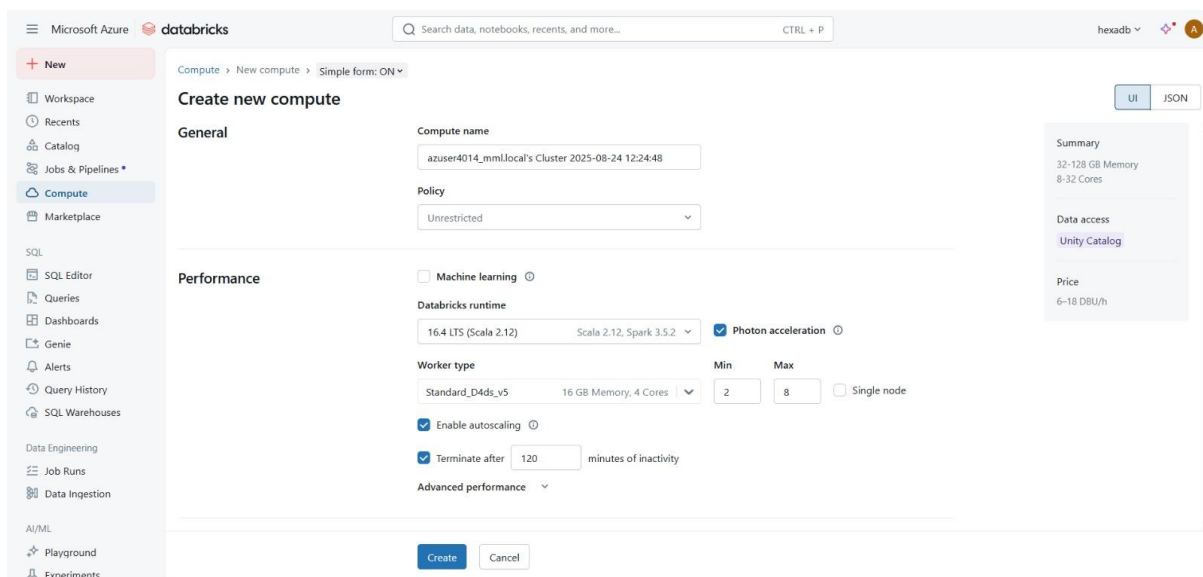 Microsoft Azure databricks
Search data, notebooks, recents, and more... CTRL + P
hexadb
A
New
Workspace
Recents
Catalog
Jobs & Pipelines
Compute
Marketplace
SQL
SQL Editor
Queries
Dashboards
Genie
Alerts
Query History
SQL Warehouses
Data Engineering
Job Runs
Data Ingestion
AI/ML
Playground
Experiments
Compute > New compute > Simple form: ON
Create new compute
UI JSON
General
Compute name
azuser4014_mml.local's Cluster 2025-08-24 12:24:48
Policy
Unrestricted
Performance
Machine learning
Databricks runtime
16.4 LTS (Scala 2.12) Scala 2.12, Spark 3.5.2
Photon acceleration
Worker type Min Max
Standard_D4ds_v5 16 GB Memory, 4 Cores 2 8 Single node
Enable autoscaling
Terminate after 120 minutes of inactivity
Advanced performance
Create Cancel
Summary
32-128 GB Memory
8-32 Cores
Data access
Unity Catalog
Price
6–18 DBU/h